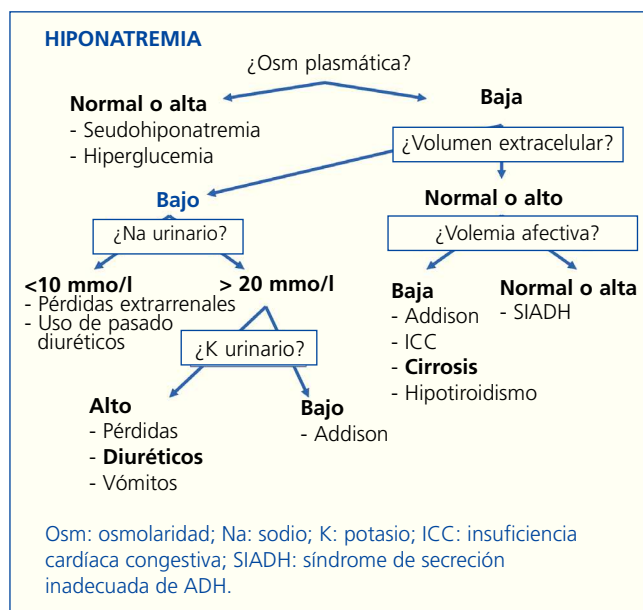 HIPONATREMIA
¿Osm plasmática?
Normal o alta
- Seudohiponatremia
- Hiperglucemia
Baja
¿Volumen extracelular?
Bajo
Normal o alto
¿Na urinario?
¿Volemia afectiva?
<10 mmo/l
- Pérdidas extrarrenales
- Uso de pasado
diuréticos
> 20 mmo/l
Baja
- Addison
- ICC
- Cirrosis
- Hipotiroidismo
Normal o alta
- SIADH
¿K urinario?
Alto
- Pérdidas
- Diuréticos
- Vómitos
Bajo
- Addison
Osm: osmolaridad; Na: sodio; K: potasio; ICC: insuficiencia
cardíaca congestiva; SIADH: síndrome de secreción
inadecuada de ADH.